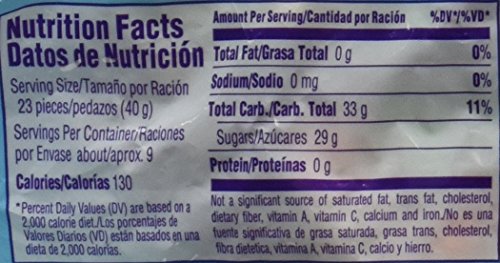 Nutrition Facts
Datos de Nutrición
Serving Size/Tamaño por Ración
23 pieces/pedazos (40 g)
Servings Per Container/Raciones
por Envase about/aprox. 9
Calories/Calorías 130
*Percent Daily Values (DV) are based on a
2,000 calorie diet./Los porcentajes de
Valores Diarios (VD) están basados en una
dieta de 2,000 calorías.
Amount Per Serving/Cantidad por Ración %DV*/%VD*
Total Fat/Grasa Total 0 g 0%
Sodium/Sodio 0 mg 0%
Total Carb./Carb. Total 33 g 11%
Sugars/Azúcares 29 g
Protein/Proteínas 0 g
Not a significant source of saturated fat, trans fat, cholesterol,
dietary fiber, vitamin A, vitamin C, calcium and iron./No es una
fuente significativa de grasa saturada, grasa trans, cholesterol,
fibra dietetica, vitamina A, vitamina C, calcio y hierro.